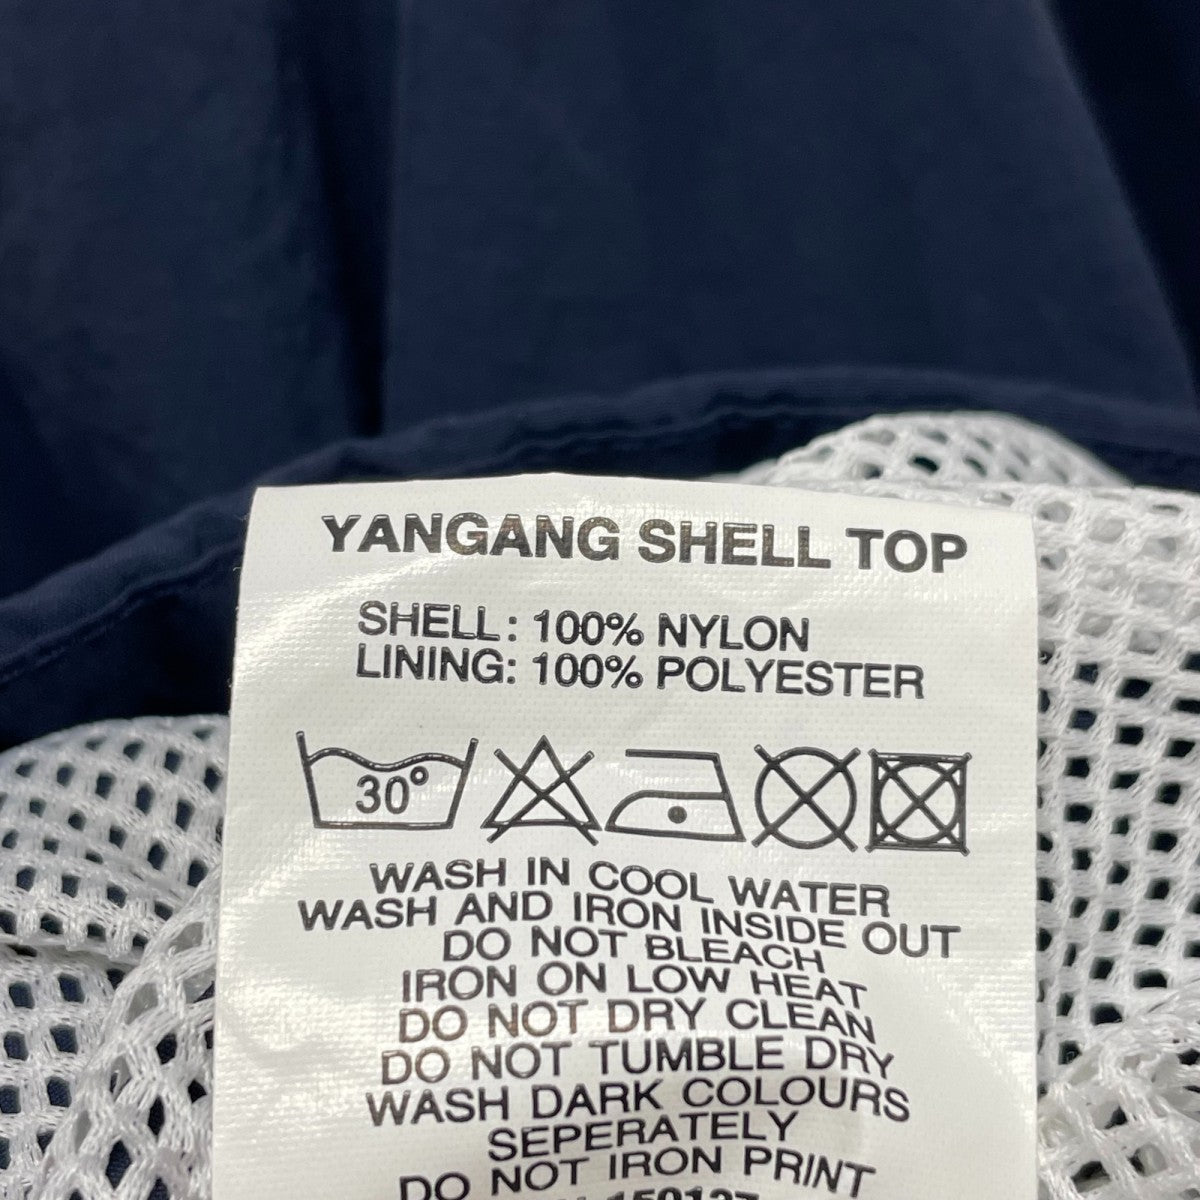 YANGANG SHELL TOP
SHELL: 100% NYLON
LINING: 100% POLYESTER
30°
WASH IN COOL WATER
WASH AND IRON INSIDE OUT
DO NOT BLEACH
IRON ON LOW HEAT
DO NOT DRY CLEAN
DO NOT TUMBLE DRY
WASH DARK COLOURS
SEPERATELY
DO NOT IRON PRINT